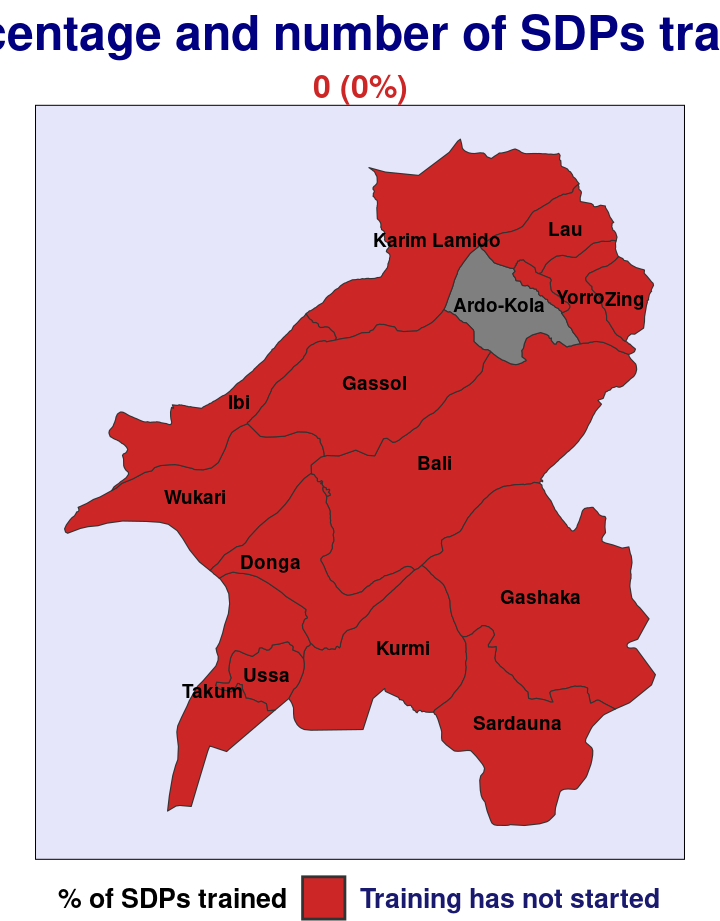 centage and number of SDPs tra
0 (0%)
Karim Lamido
Lau
Ardo-Kola
Yorro
Zing
Gassol
Ibi
Bali
Wukari
Donga
Gashaka
Kurmi
Ussa
Takum
Sardauna
% of SDPs trained
Training has not started